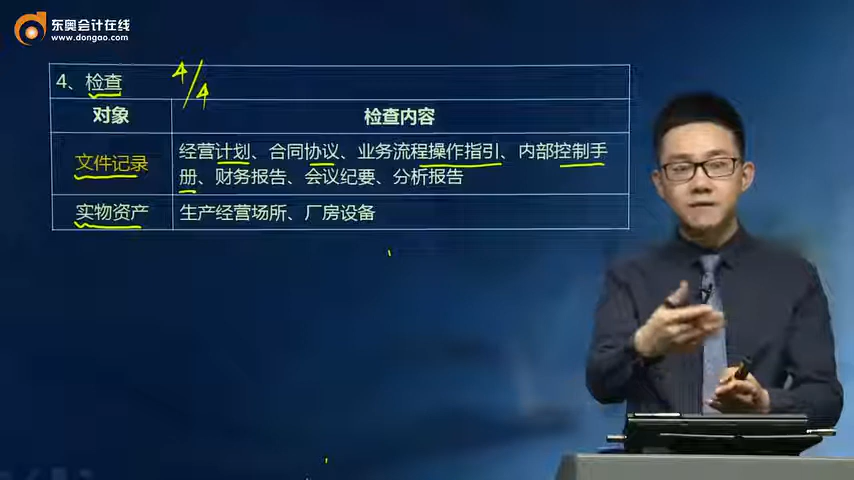 东奥会计在线
www.dongao.com
4、检查
4/4
对象
检查内容
文件记录
经营计划、合同协议、业务流程操作指引、内部控制手
册、财务报告、会议纪要、分析报告
实物资产
生产经营场所、厂房设备